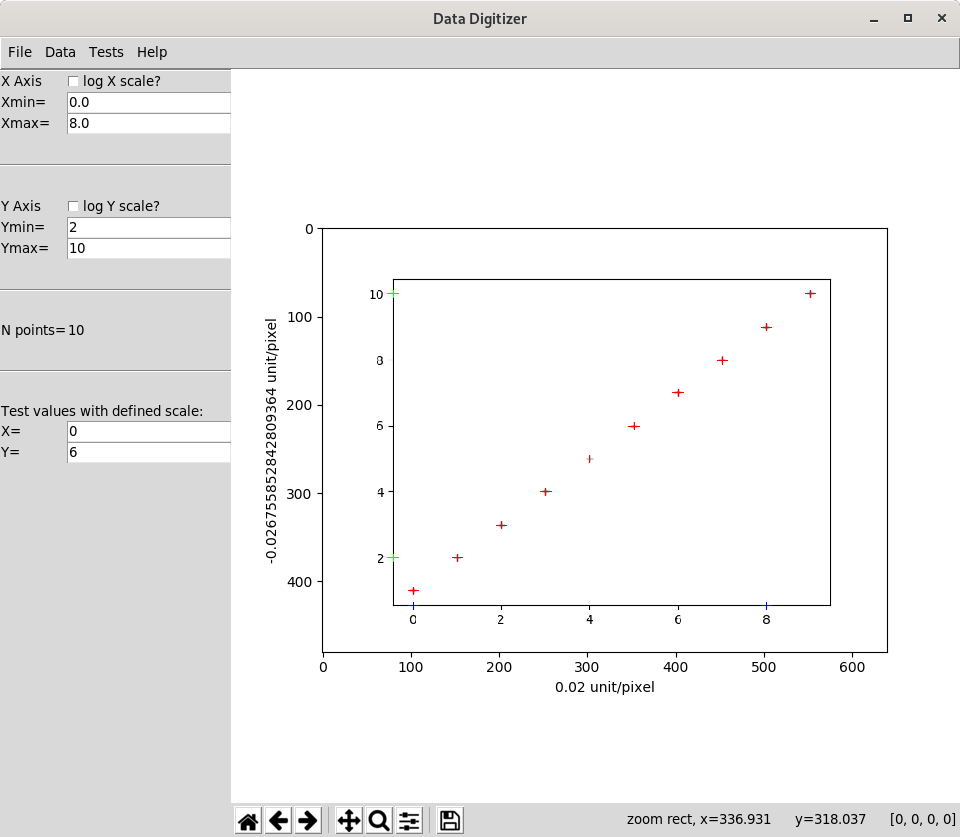 Data Digitizer
File Data Tests Help
X Axis log X scale?
Xmin= 0.0
Xmax= 8.0
Y Axis log Y scale?
Ymin= 2
Ymax= 10
N points= 10
Test values with defined scale:
X= 0
Y= 6
0
100
200
300
400
-0.026755852842809364 unit/pixel
10
8
6
4
2
0 2 4 6 8
0 100 200 300 400 500 600
0.02 unit/pixel
zoom rect, x=336.931 y=318.037 [0, 0, 0, 0]